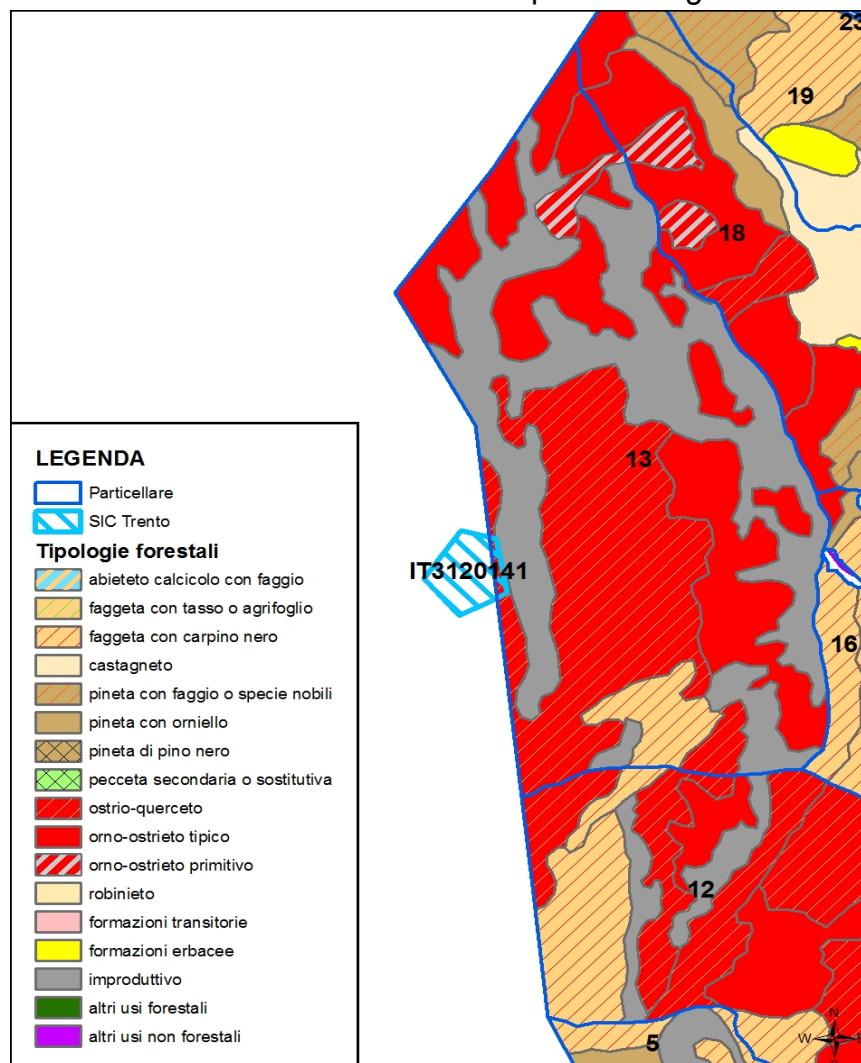 23
19
18
13
IT3120141
16
12
5
LEGENDA
Particellare
SIC Trento
Tipologie forestali
abieteto calcicolo con faggio
faggeta con tasso o agrifoglio
faggeta con carpino nero
castagneto
pineta con faggio o specie nobili
pineta con orniello
pineta di pino nero
pecceta secondaria o sostitutiva
ostrio-querceto
orno-ostrieto tipico
orno-ostrieto primitivo
robinieto
formazioni transitorie
formazioni erbacee
improduttivo
altri usi forestali
altri usi non forestali
N
W